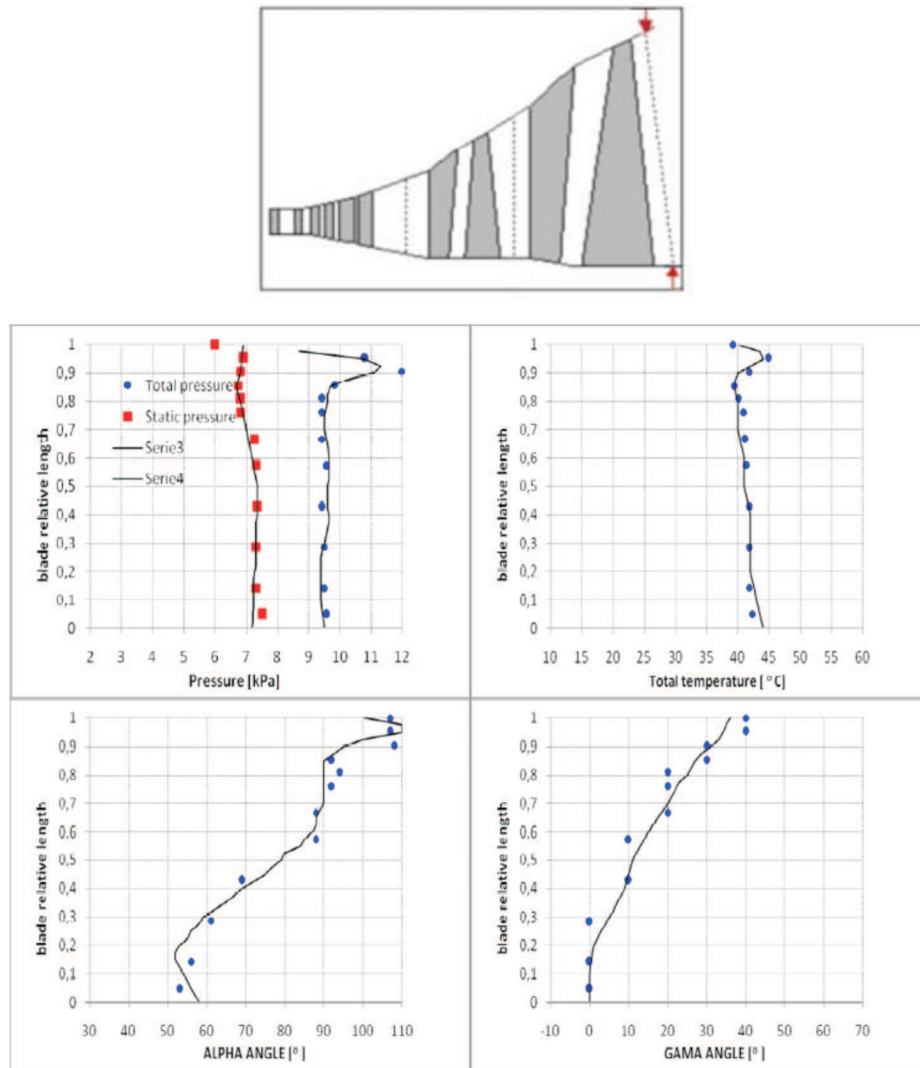 1
0,9
0,8
0,7
0,6
0,5
0,4
0,3
0,2
0,1
0
blade relative length
Total pressure
Static pressure
Serie3
Serie4
2 3 4 5 6 7 8 9 10 11 12
Pressure [kPa]
1
0,9
0,8
0,7
0,6
0,5
0,4
0,3
0,2
0,1
0
blade relative length
10 15 20 25 30 35 40 45 50 55 60
Total temperature [ °C]
1
0,9
0,8
0,7
0,6
0,5
0,4
0,3
0,2
0,1
0
blade relative length
30 40 50 60 70 80 90 100 110
ALPHA ANGLE [°]
1
0,9
0,8
0,7
0,6
0,5
0,4
0,3
0,2
0,1
0
blade relative length
-10 0 10 20 30 40 50 60 70
GAMA ANGLE [°]